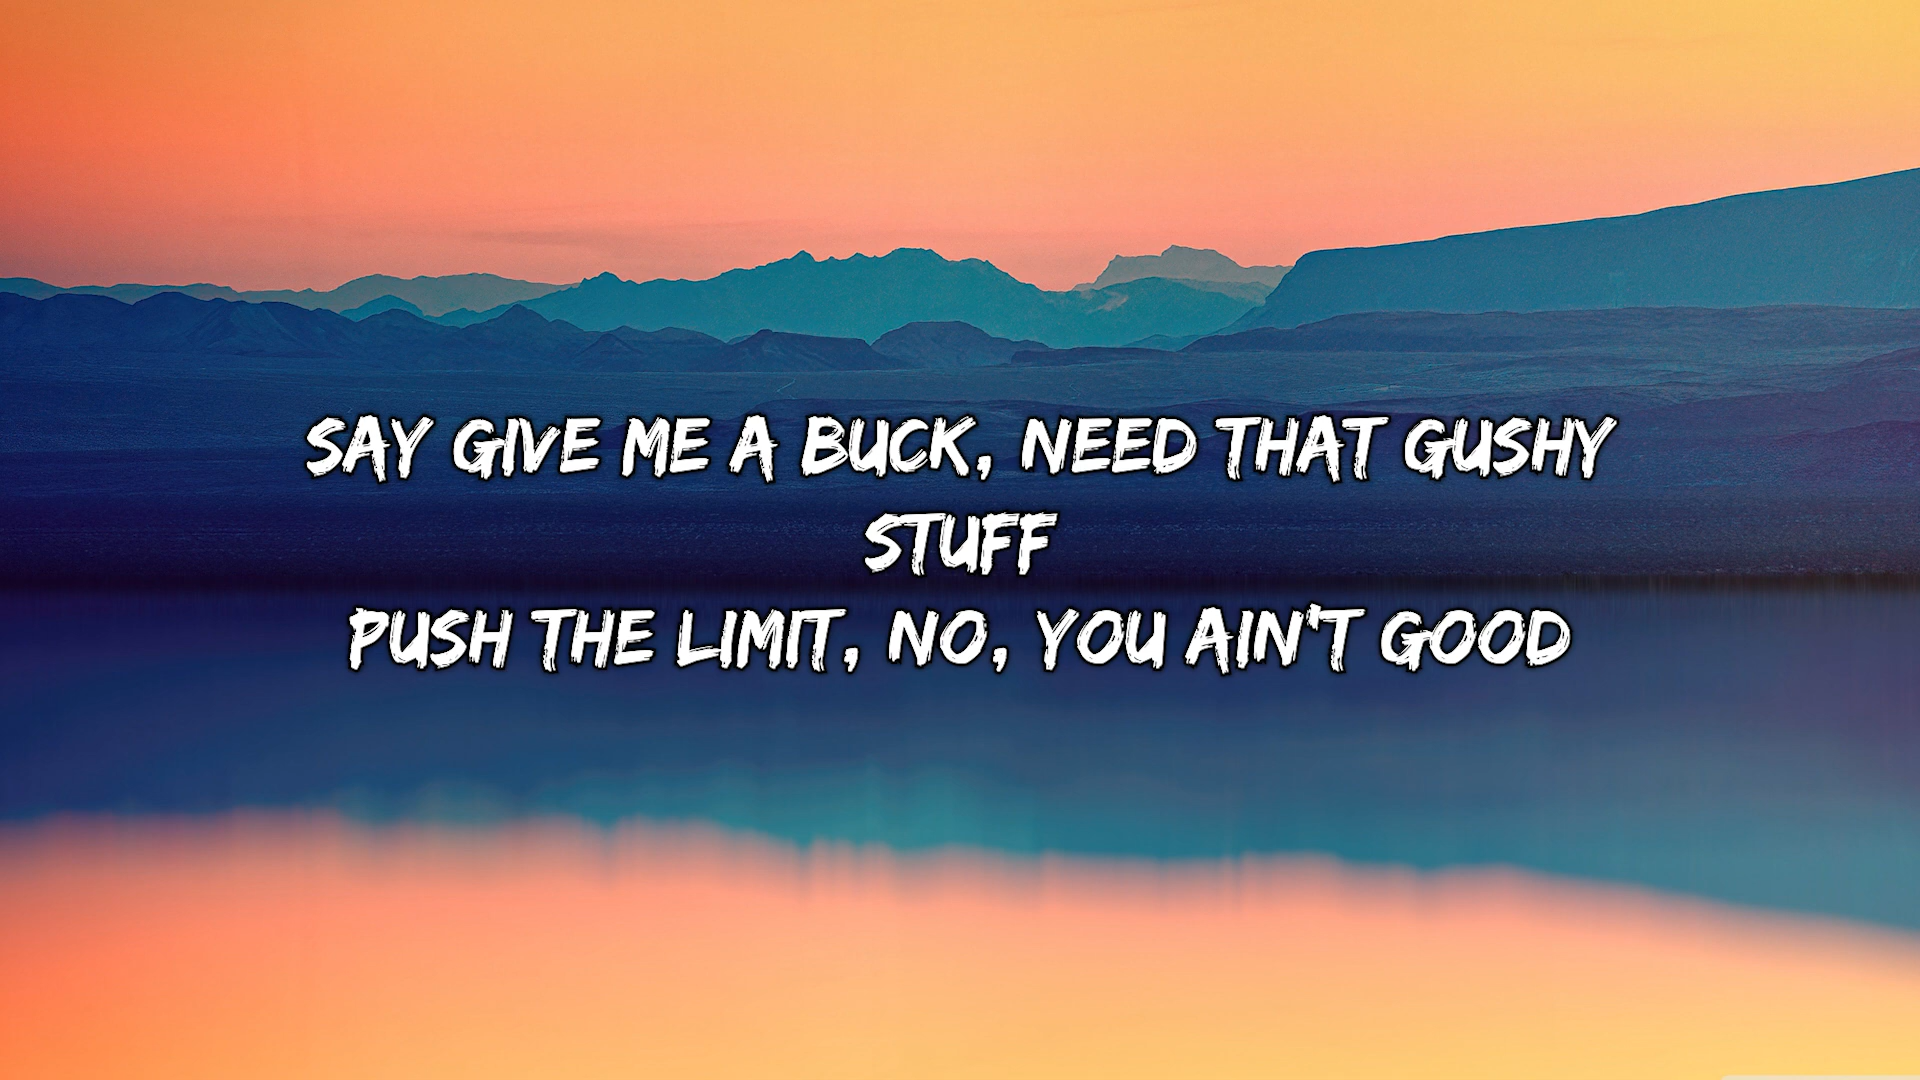 SAY GIVE ME A BUCK, NEED THAT GUSHY
STUFF
PUSH THE LIMIT, NO, YOU AIN'T GOOD